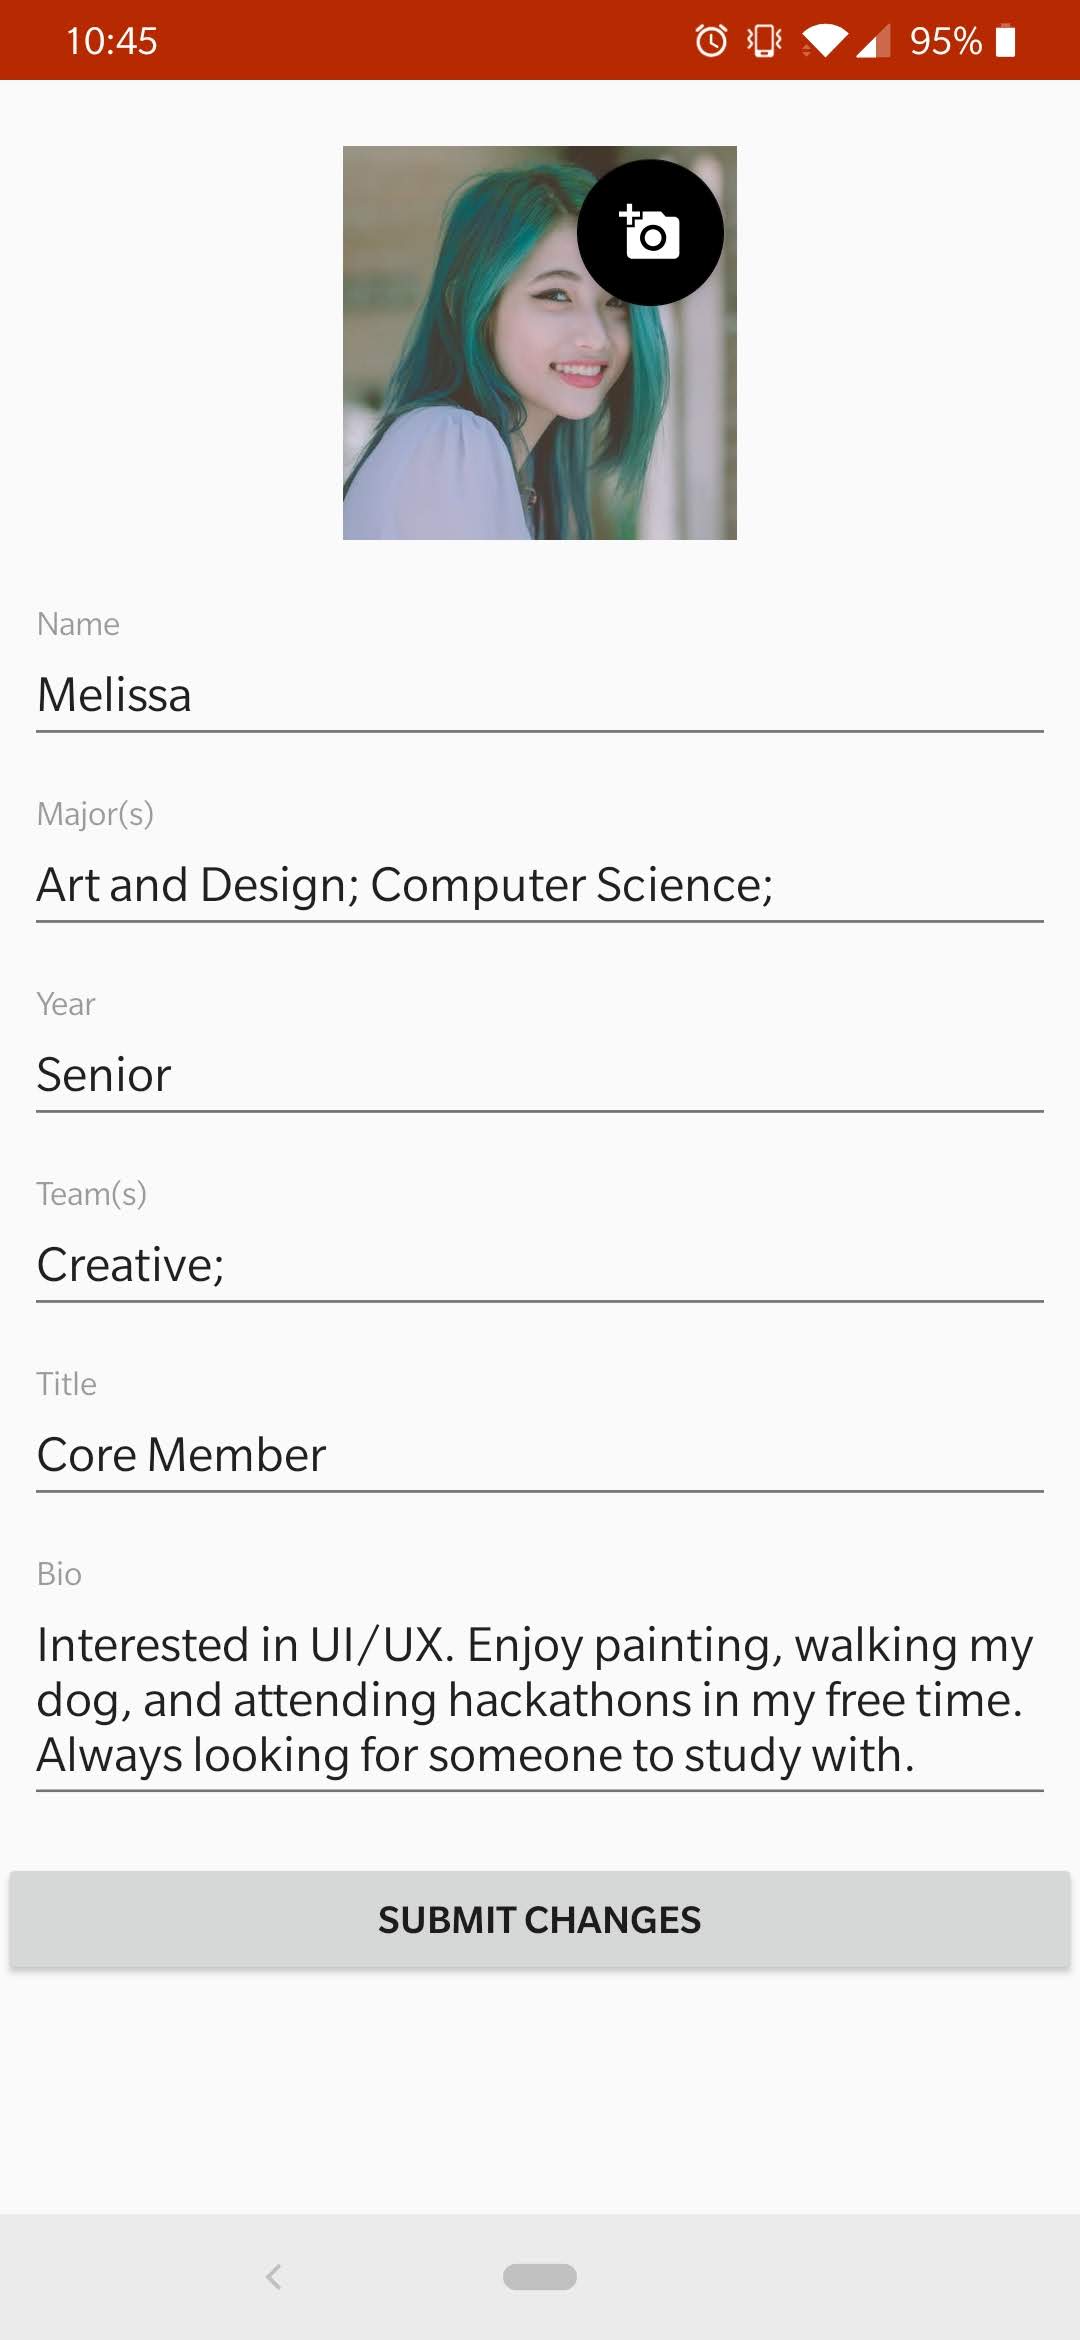 10:45 95%
Name
Melissa
Major(s)
Art and Design; Computer Science;
Year
Senior
Team(s)
Creative;
Title
Core Member
Bio
Interested in UI/UX. Enjoy painting, walking my
dog, and attending hackathons in my free time.
Always looking for someone to study with.
SUBMIT CHANGES